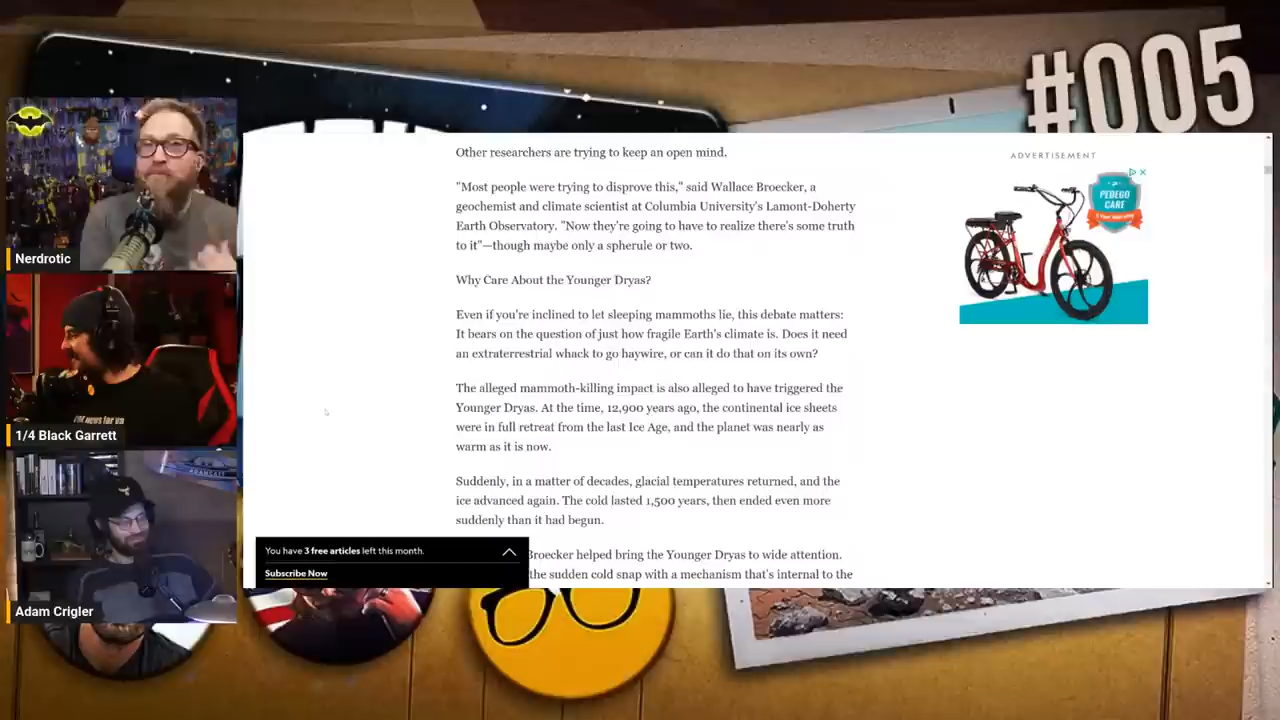 #005
Other researchers are trying to keep an open mind.
"Most people were trying to disprove this," said Wallace Broecker, a
geochemist and climate scientist at Columbia University's Lamont-Doherty
Earth Observatory. "Now they're going to have to realize there's some truth
to it"—though maybe only a spherule or two.
Why Care About the Younger Dryas?
Even if you're inclined to let sleeping mammoths lie, this debate matters:
It bears on the question of just how fragile Earth's climate is. Does it need
an extraterrestrial whack to go haywire, or can it do that on its own?
The alleged mammoth-killing impact is also alleged to have triggered the
Younger Dryas. At the time, 12,900 years ago, the continental ice sheets
were in full retreat from the last Ice Age, and the planet was nearly as
warm as it is now.
Suddenly, in a matter of decades, glacial temperatures returned, and the
ice advanced again. The cold lasted 1,500 years, then ended even more
suddenly than it had begun.
Broecker helped bring the Younger Dryas to wide attention.
the sudden cold snap with a mechanism that's internal to the
You have 3 free articles left this month.
Subscribe Now
ADVERTISEMENT
PEDEGO
CARE
Nerdrotic
1/4 Black Garrett
Adam Crigler